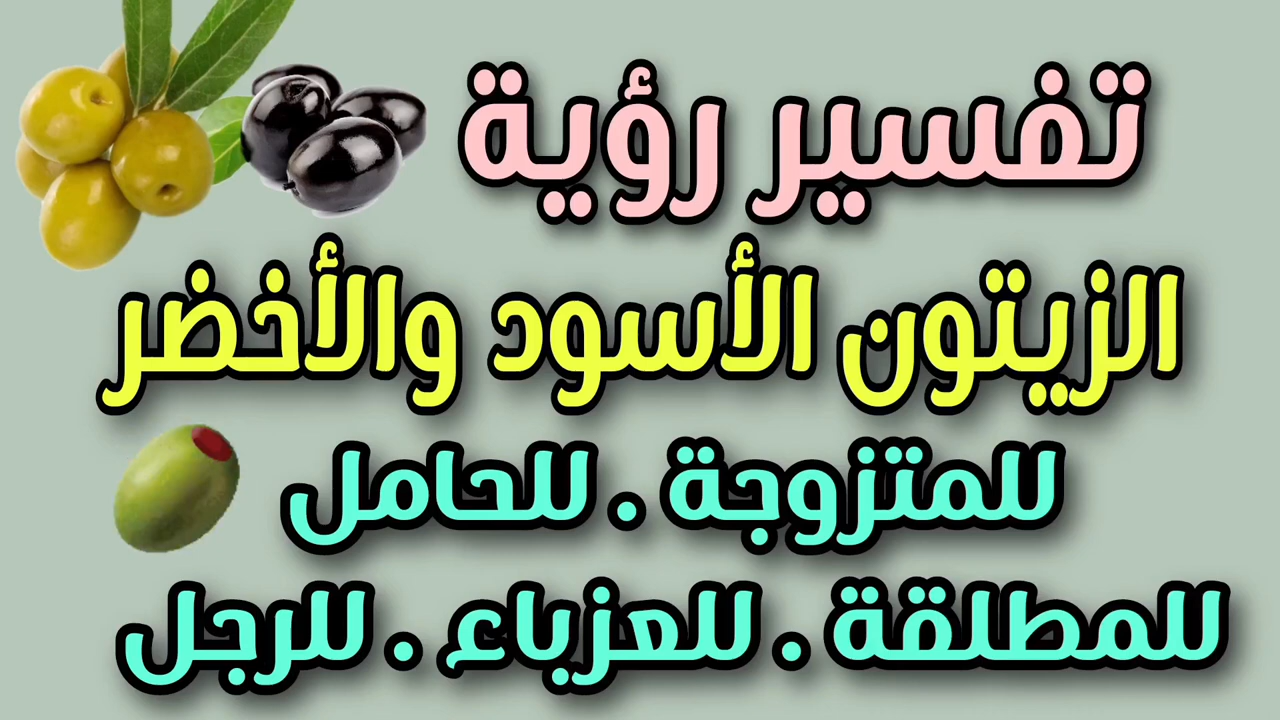 تفسير رؤية
الزيتون الأسود والأخضر
للمتزوجة . للحامل
للمطلقة . للعزباء . للرجل